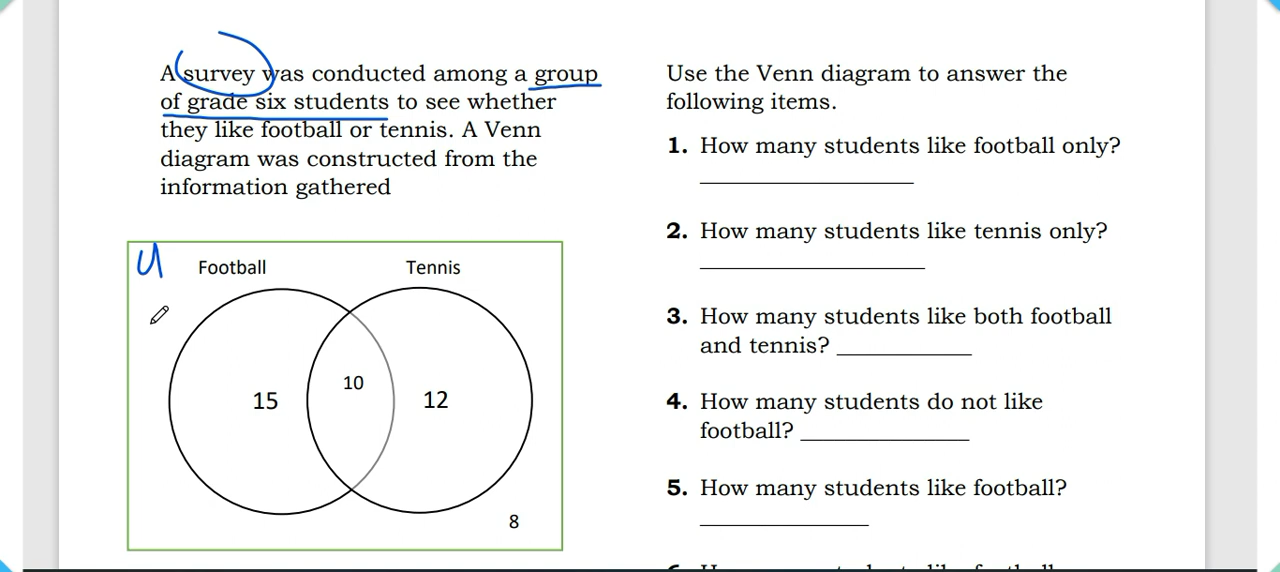 A survey was conducted among a group
of grade six students to see whether
they like football or tennis. A Venn
diagram was constructed from the
information gathered
U
Football Tennis
15 10 12
8
Use the Venn diagram to answer the
following items.
1. How many students like football only?
2. How many students like tennis only?
3. How many students like both football
and tennis?
4. How many students do not like
football?
5. How many students like football?